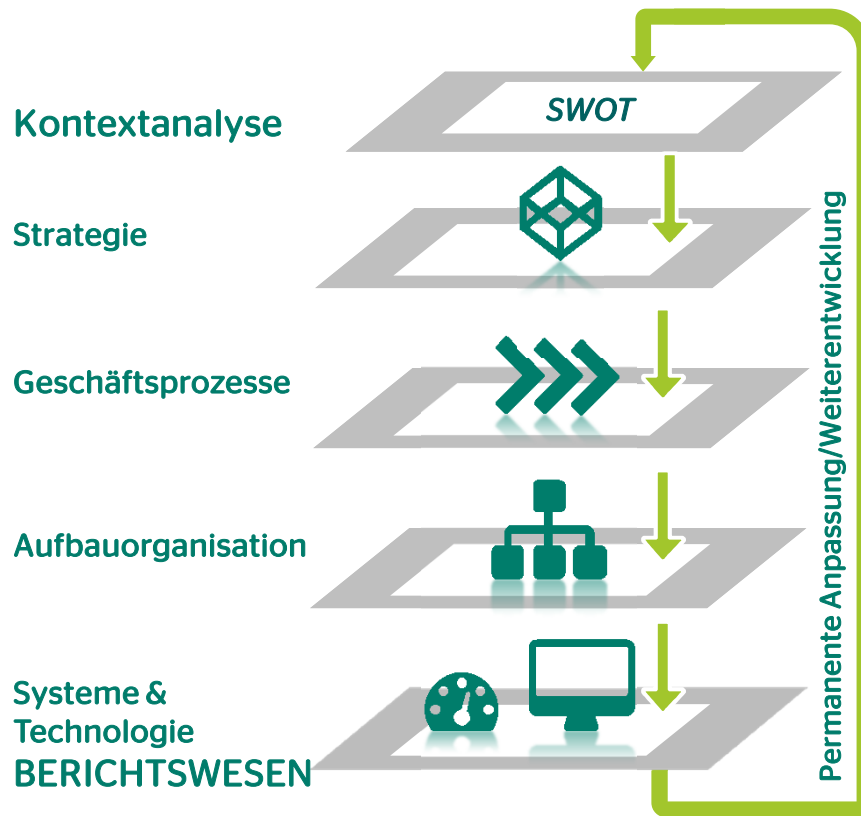 Kontextanalyse
SWOT
Strategie
Geschäftsprozesse
Aufbauorganisation
Systeme &
Technologie
BERICHTSWESEN
Permanente Anpassung/Weiterentwicklung